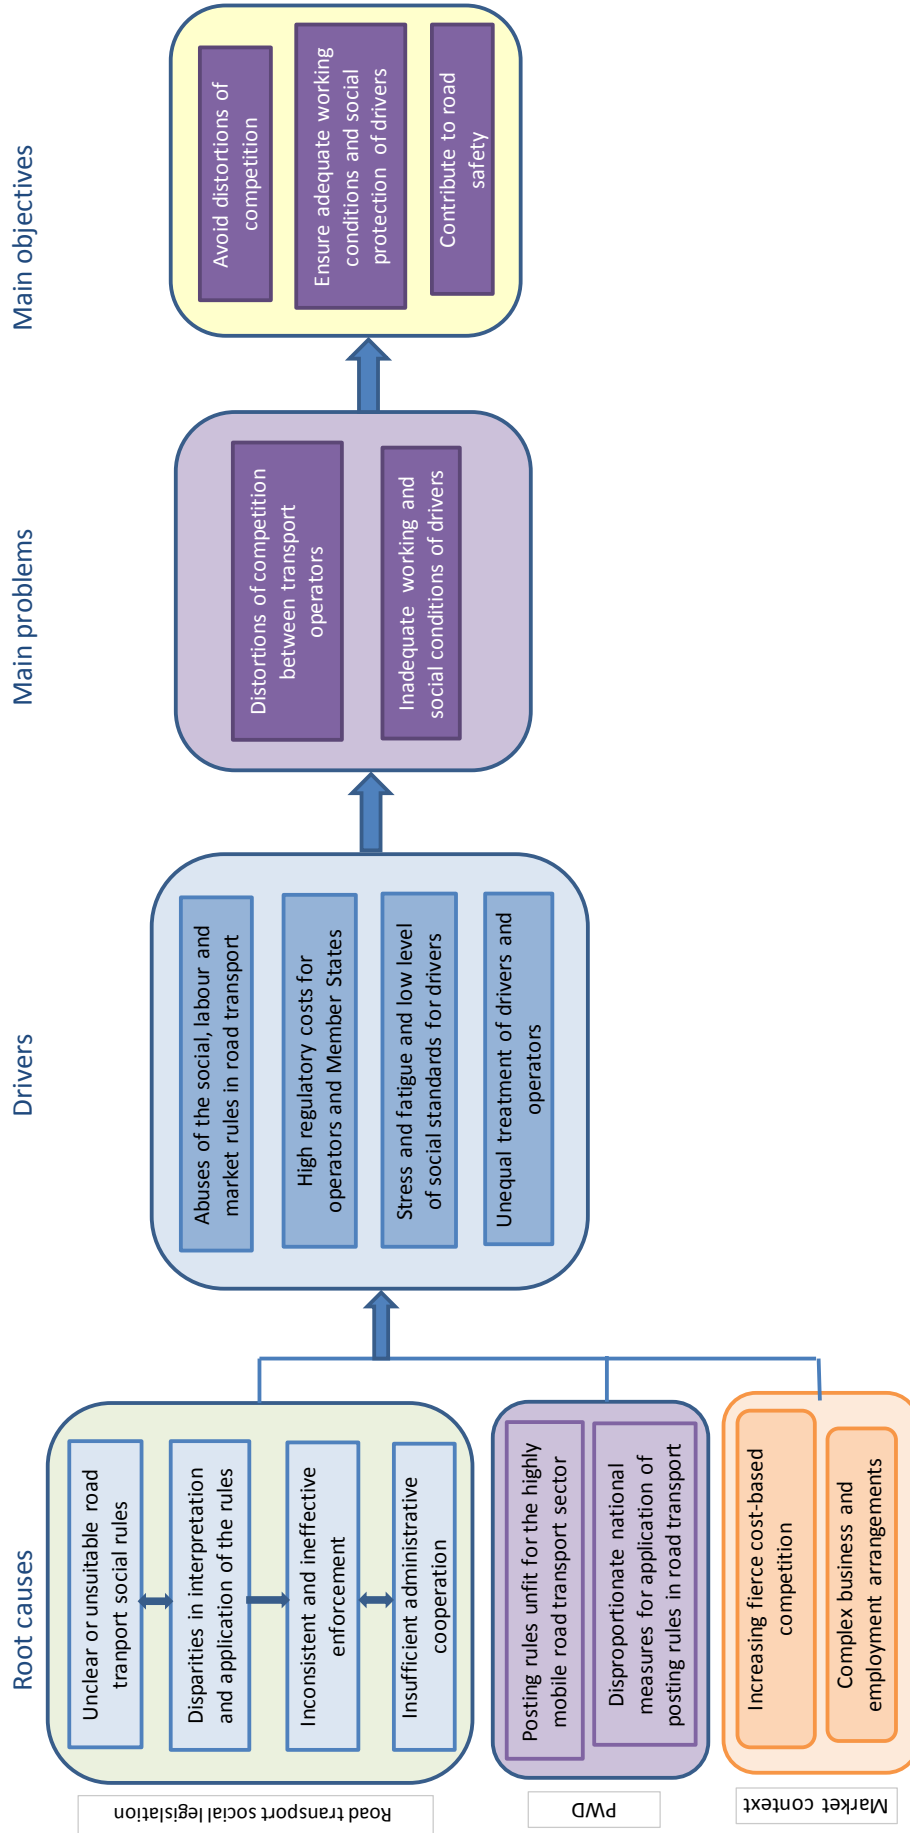 Root causes
Drivers
Main problems
Main objectives
Road transport social legislation
Unclear or unsuitable road
transport social rules
Disparities in interpretation
and application of the rules
Inconsistent and ineffective
enforcement
Insufficient administrative
cooperation
PWD
Posting rules unfit for the highly
mobile road transport sector
Disproportionate national
measures for application of
posting rules in road transport
Market context
Increasing fierce cost-based
competition
Complex business and
employment arrangements
Abuses of the social, labour and
market rules in road transport
High regulatory costs for
operators and Member States
Stress and fatigue and low level
of social standards for drivers
Unequal treatment of drivers and
operators
Distortions of competition
between transport
operators
Inadequate working and
social conditions of drivers
Avoid distortions of
competition
Ensure adequate working
conditions and social
protection of drivers
Contribute to road
safety